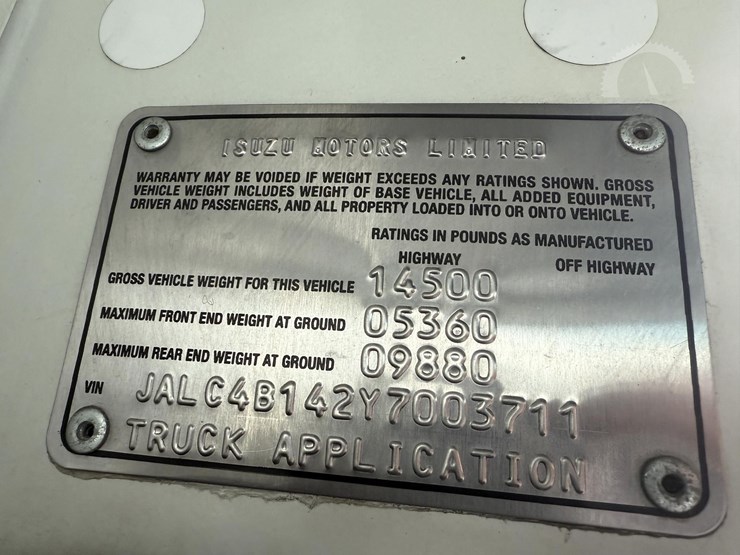 ISUZU MOTORS LIMITED
WARRANTY MAY BE VOIDED IF WEIGHT EXCEEDS ANY RATINGS SHOWN. GROSS
VEHICLE WEIGHT INCLUDES WEIGHT OF BASE VEHICLE, ALL ADDED EQUIPMENT,
DRIVER AND PASSENGERS, AND ALL PROPERTY LOADED INTO OR ONTO VEHICLE.
RATINGS IN POUNDS AS MANUFACTURED
HIGHWAY OFF HIGHWAY
GROSS VEHICLE WEIGHT FOR THIS VEHICLE 14500
MAXIMUM FRONT END WEIGHT AT GROUND 05360
MAXIMUM REAR END WEIGHT AT GROUND 09880
VIN JALC4B142Y7003711
TRUCK APPLICATION